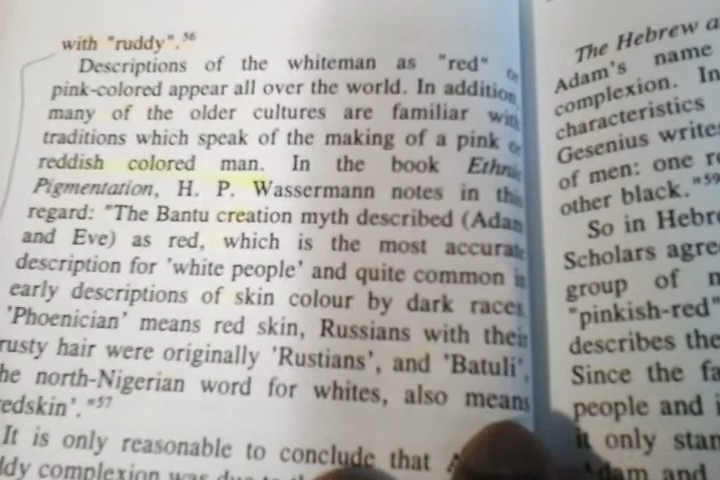 with "ruddy".56
Descriptions of the whiteman as "red" or
pink-colored appear all over the world. In addition,
many of the older cultures are familiar with
traditions which speak of the making of a pink or
reddish colored man. In the book Ethnic
Pigmentation, H. P. Wassermann notes in this
regard: "The Bantu creation myth described (Adam
and Eve) as red, which is the most accurate
description for 'white people' and quite common in
early descriptions of skin colour by dark races.
'Phoenician' means red skin, Russians with their
rusty hair were originally 'Rustians', and 'Batuli',
he north-Nigerian word for whites, also means
edskin'."57
It is only reasonable to conclude that
ddy complexion was due to
The Hebrew a
Adam's name
complexion. In
characteristics
Gesenius write
of men: one re
other black."59
So in Hebre
Scholars agre
group of m
"pinkish-red"
describes the
Since the fa
people and i
it only stan
Adam and